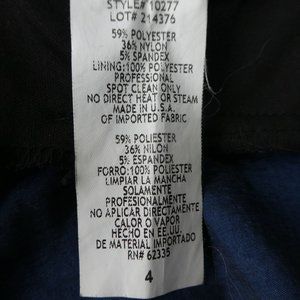 STYLE# 10277
LOT# 214376
59% POLYESTER
36% NYLON
5% SPANDEX
LINING:100% POLYESTER
PROFESSIONAL
SPOT CLEAN ONLY
NO DIRECT HEAT OR STEAM
MADE IN U.S.A.
OF IMPORTED FABRIC
59% POLIESTER
36% NILON
5% ESPANDEX
FORRO:100% POLIESTER
LIMPIAR LA MANCHA
SOLAMENTE
PROFESIONALMENTE
NO APLICAR DIRECTAMENTE
CALOR O VAPOR
HECHO EN EE.UU.
DE MATERIAL IMPORTADO
RN# 62335
4